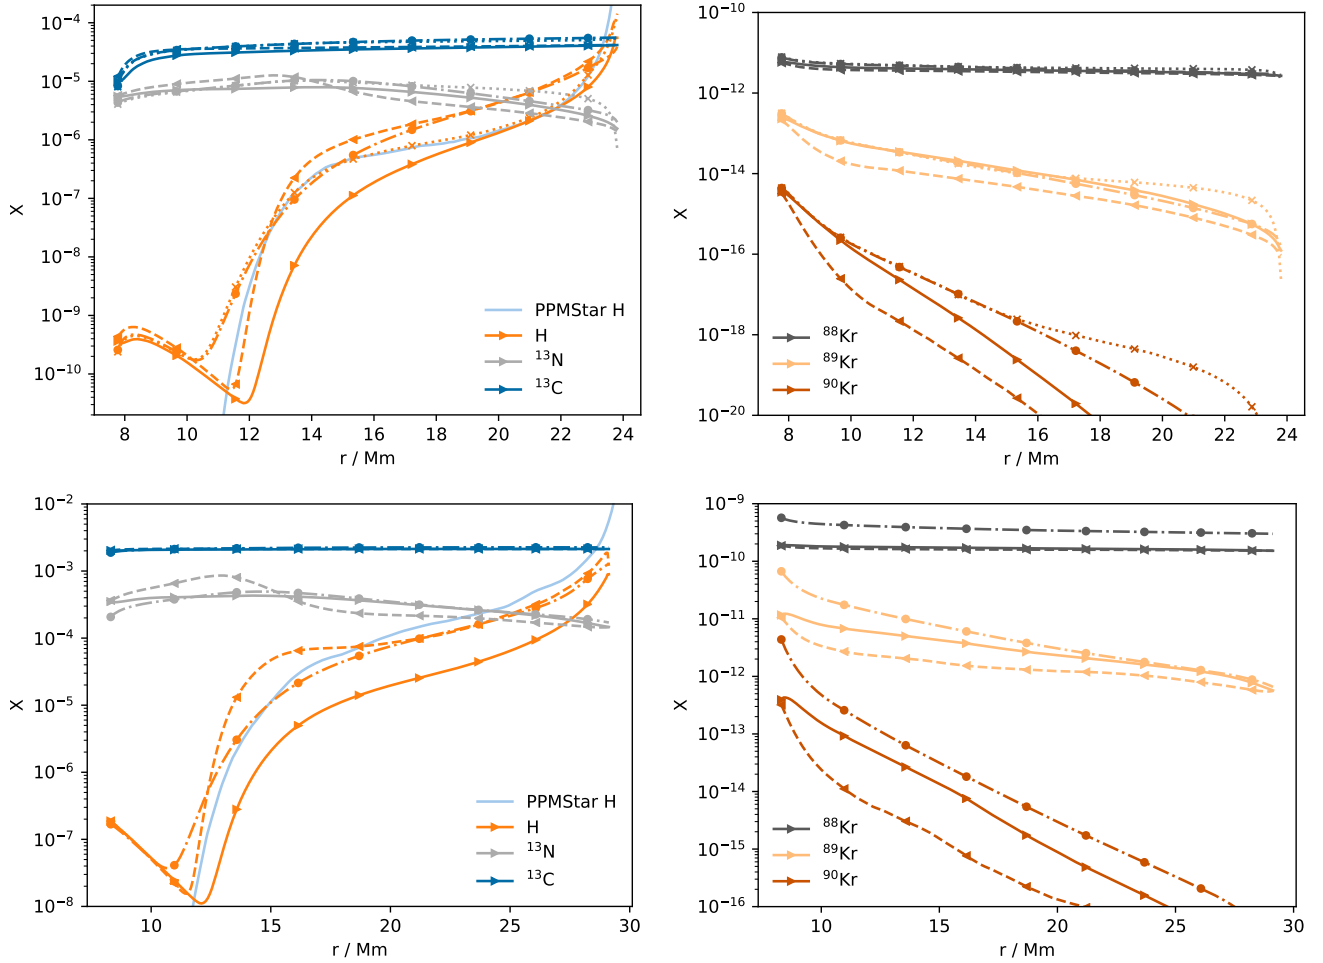 10⁻⁴
10⁻⁵
10⁻⁶
10⁻⁷
10⁻⁸
10⁻⁹
10⁻¹⁰
X
8 10 12 14 16 18 20 22 24
r / Mm
PPMStar H
H
¹³N
¹³C
10⁻¹⁰
10⁻¹²
10⁻¹⁴
10⁻¹⁶
10⁻¹⁸
10⁻²⁰
X
8 10 12 14 16 18 20 22 24
r / Mm
⁸⁸Kr
⁸⁹Kr
⁹⁰Kr
10⁻²
10⁻³
10⁻⁴
10⁻⁵
10⁻⁶
10⁻⁷
10⁻⁸
X
10 15 20 25 30
r / Mm
PPMStar H
H
¹³N
¹³C
10⁻⁹
10⁻¹⁰
10⁻¹¹
10⁻¹²
10⁻¹³
10⁻¹⁴
10⁻¹⁵
10⁻¹⁶
X
10 15 20 25 30
r / Mm
⁸⁸Kr
⁸⁹Kr
⁹⁰Kr